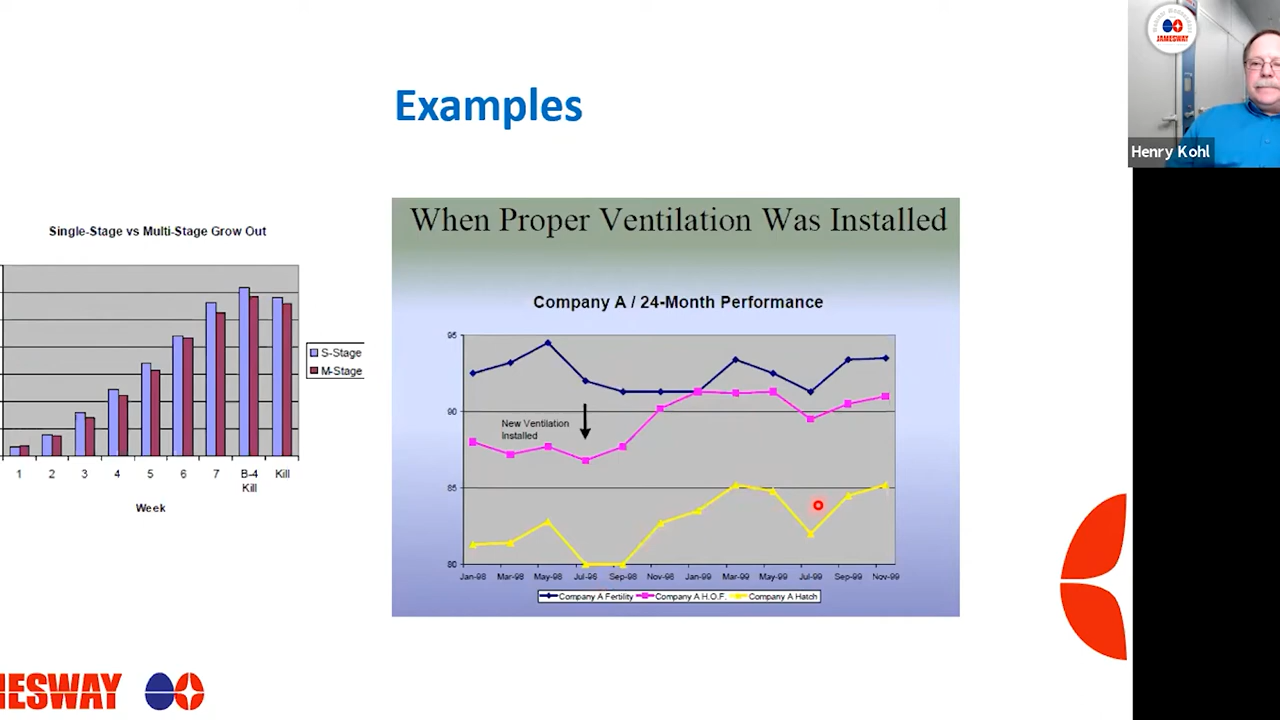 Examples
JAMESWAY
Henry Kohl
Single-Stage vs Multi-Stage Grow Out
S-Stage
M-Stage
1 2 3 4 5 6 7 B-4 Kill
Kill
Week
When Proper Ventilation Was Installed
Company A / 24-Month Performance
95
90
85
80
New Ventilation
Installed
Jan-98 Mar-98 May-98 Jul-98 Sep-98 Nov-98 Jan-99 Mar-99 May-99 Jul-99 Sep-99 Nov-99
Company A Fertility Company A H.O.F. Company A Hatch
MESWAY